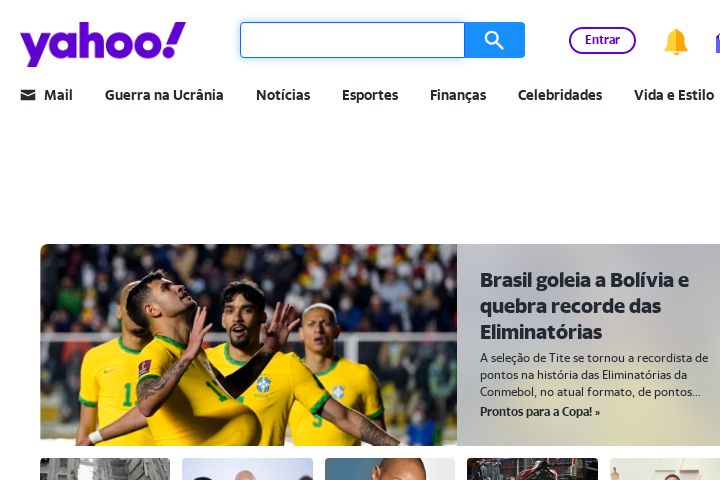 yahoo!
Entrar
Mail Guerra na Ucrânia Notícias Esportes Finanças Celebridades Vida e Estilo
Brasil goleia a Bolívia e
quebra recorde das
Eliminatórias
A seleção de Tite se tornou a recordista de
pontos na história das Eliminatórias da
Conmebol, no atual formato, de pontos...
Prontos para a Copa! »